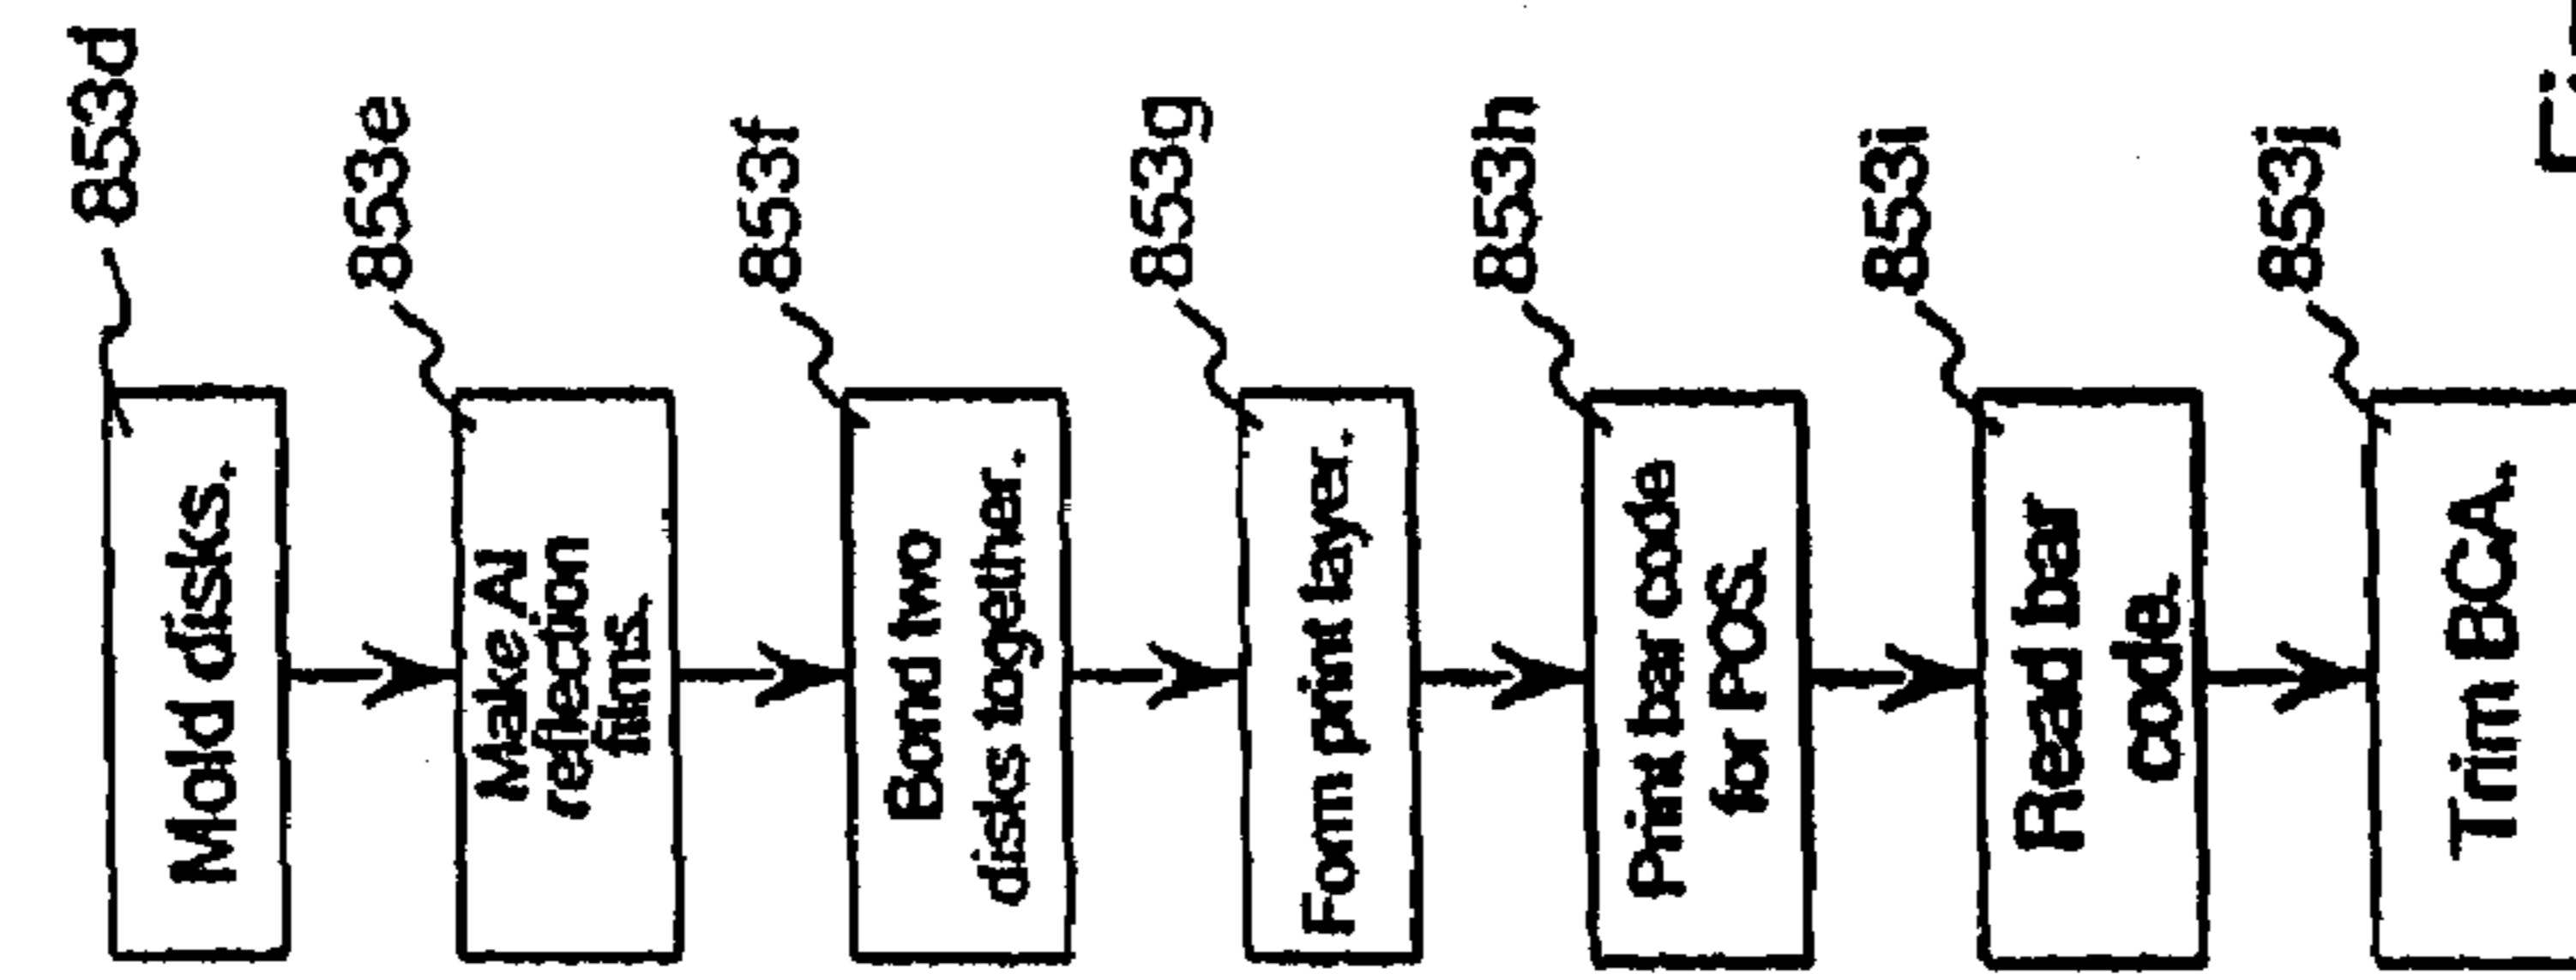 853d
Mold disks.
853e
Make Al
reflection
films.
853f
Bond two
disks together.
853g
Form print layer.
853h
Print bar code
for POS.
853i
Read bar
code.
853j
Trim BCA.